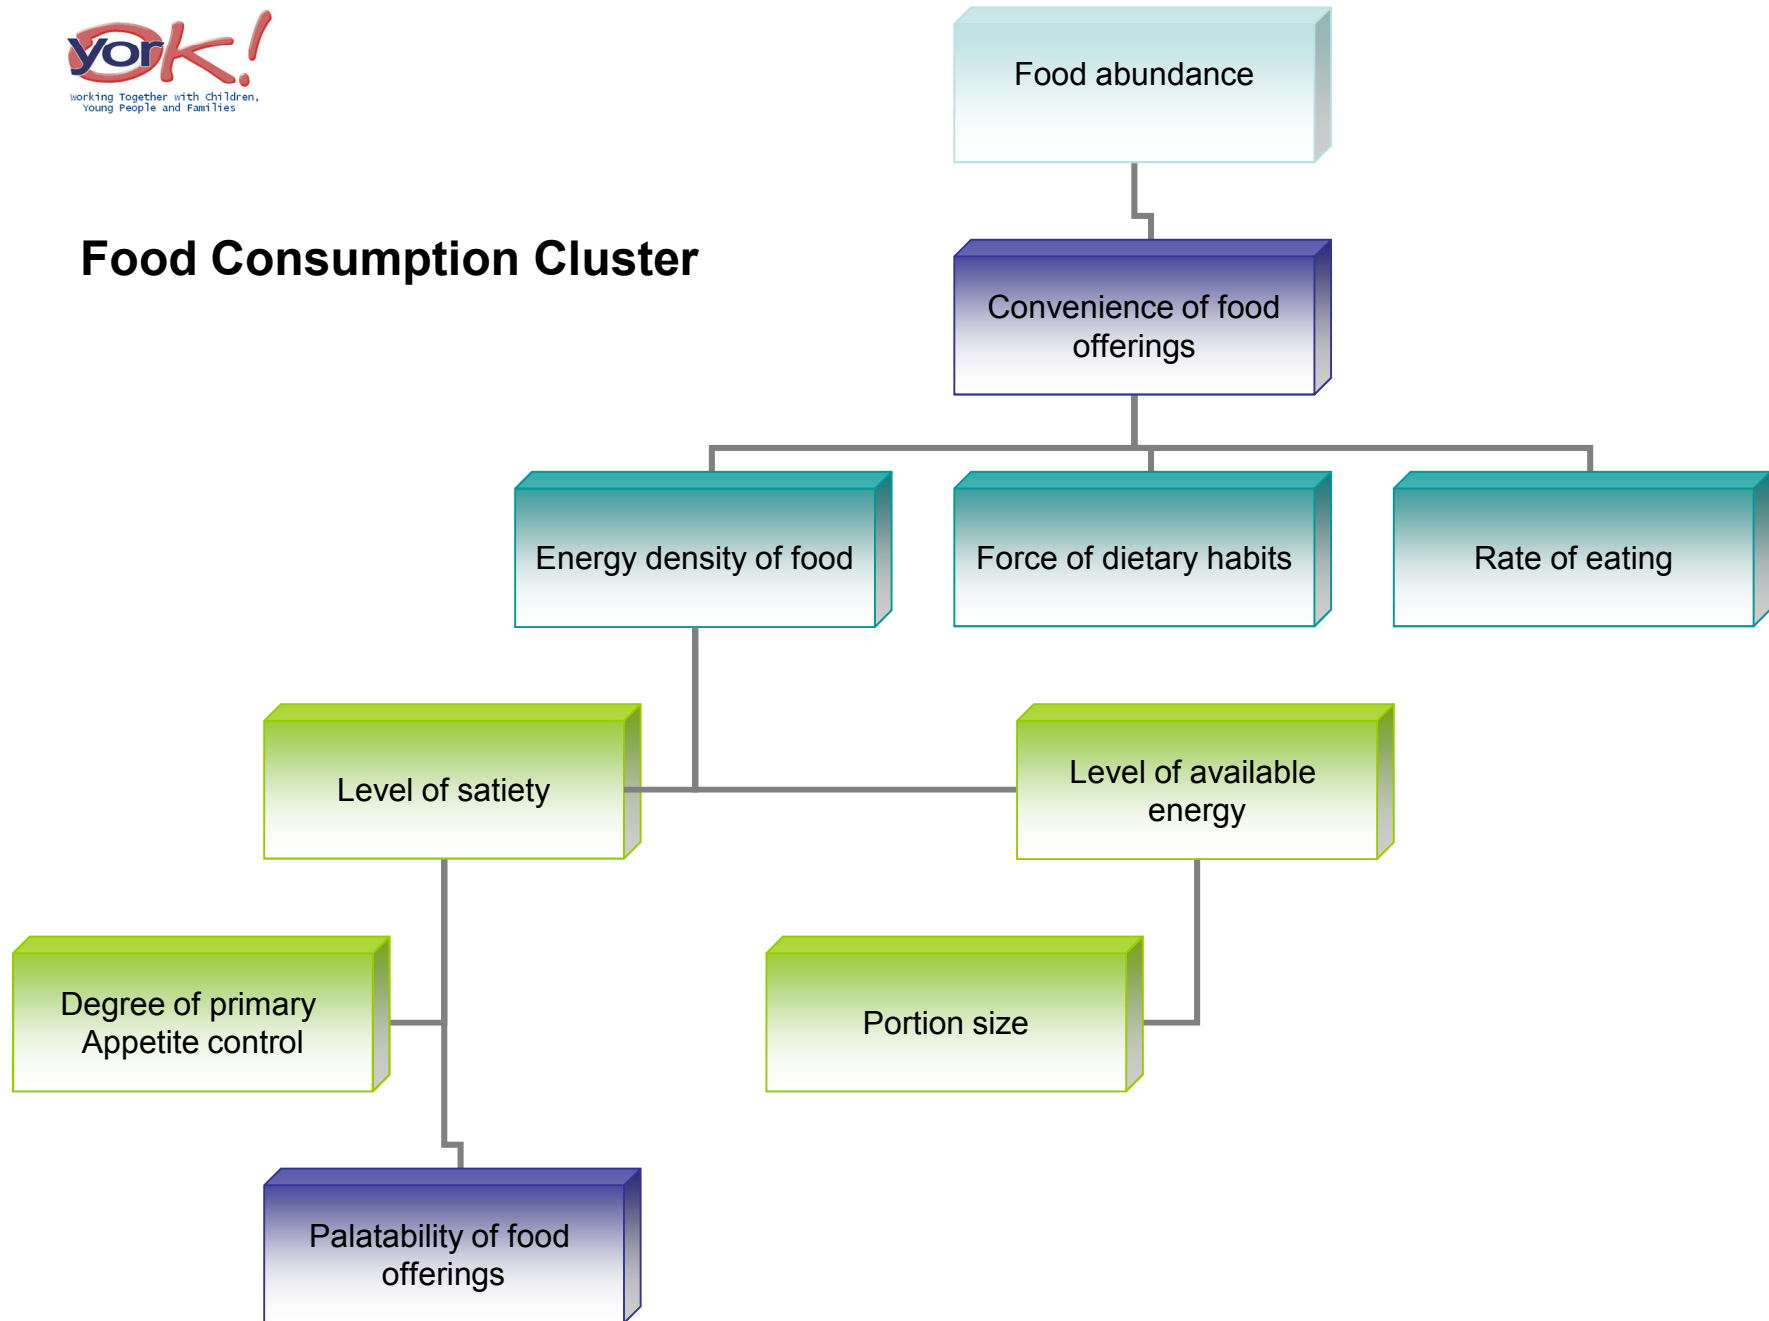 yorK!
Working Together with Children,
Young People and Families
Food abundance
Food Consumption Cluster
Convenience of food
offerings
Energy density of food
Force of dietary habits
Rate of eating
Level of satiety
Level of available
energy
Degree of primary
Appetite control
Portion size
Palatability of food
offerings